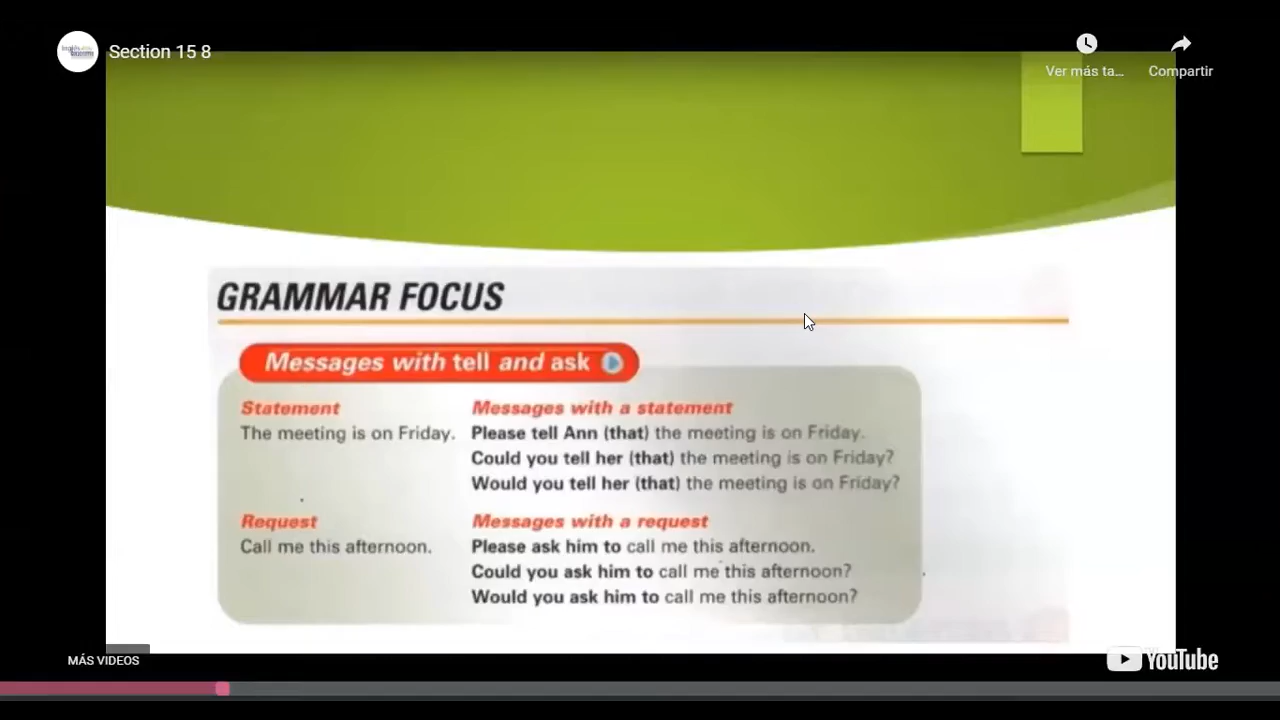 Section 15 8
Ver más ta...
Compartir
GRAMMAR FOCUS
Messages with tell and ask
Statement
Messages with a statement
The meeting is on Friday.
Please tell Ann (that) the meeting is on Friday.
Could you tell her (that) the meeting is on Friday?
Would you tell her (that) the meeting is on Friday?
Request
Messages with a request
Call me this afternoon.
Please ask him to call me this afternoon.
Could you ask him to call me this afternoon?
Would you ask him to call me this afternoon?
MÁS VIDEOS
YouTube